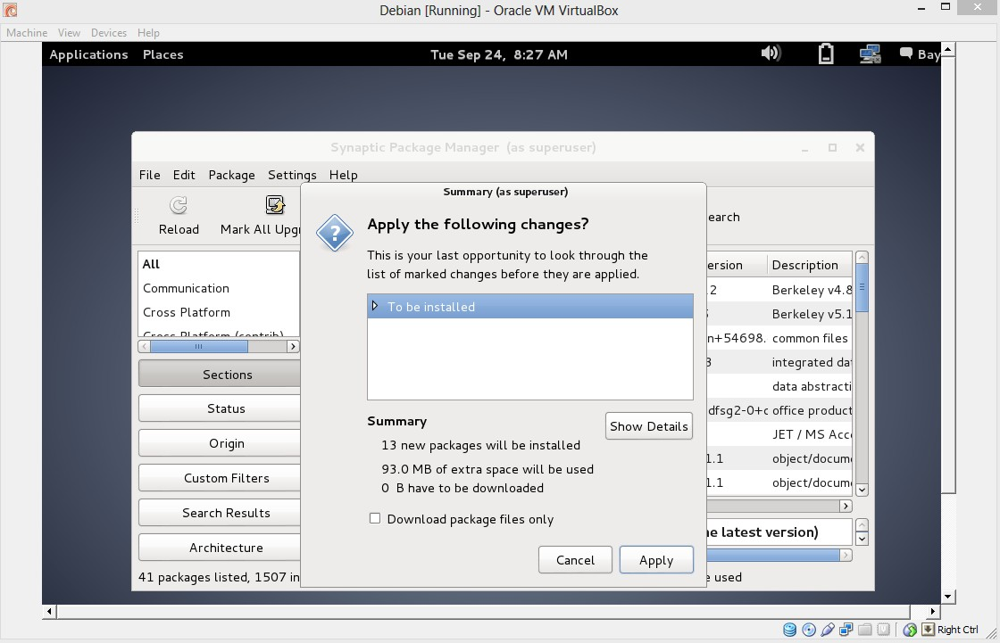 Debian [Running] - Oracle VM VirtualBox
Machine View Devices Help
Applications Places Tue Sep 24, 8:27 AM Bay
Synaptic Package Manager (as superuser)
File Edit Package Settings Help
Summary (as superuser)
Reload Mark All Upgr
earch
Apply the following changes?
This is your last opportunity to look through the
list of marked changes before they are applied.
To be installed
Summary
Show Details
13 new packages will be installed
93.0 MB of extra space will be used
0 B have to be downloaded
Download package files only
Cancel Apply
All
Communication
Cross Platform
Cross Platform (contrib)
Sections
Status
Origin
Custom Filters
Search Results
Architecture
ersion Description
.2 Berkeley v4.8
Berkeley v5.1
n+54698. common files
3 integrated dat
data abstracti
dfsg2-0+c office product
JET / MS Acce
1.1 object/docume
1.1 object/docume
he latest version)
41 packages listed, 1507 in
e used
Right Ctrl